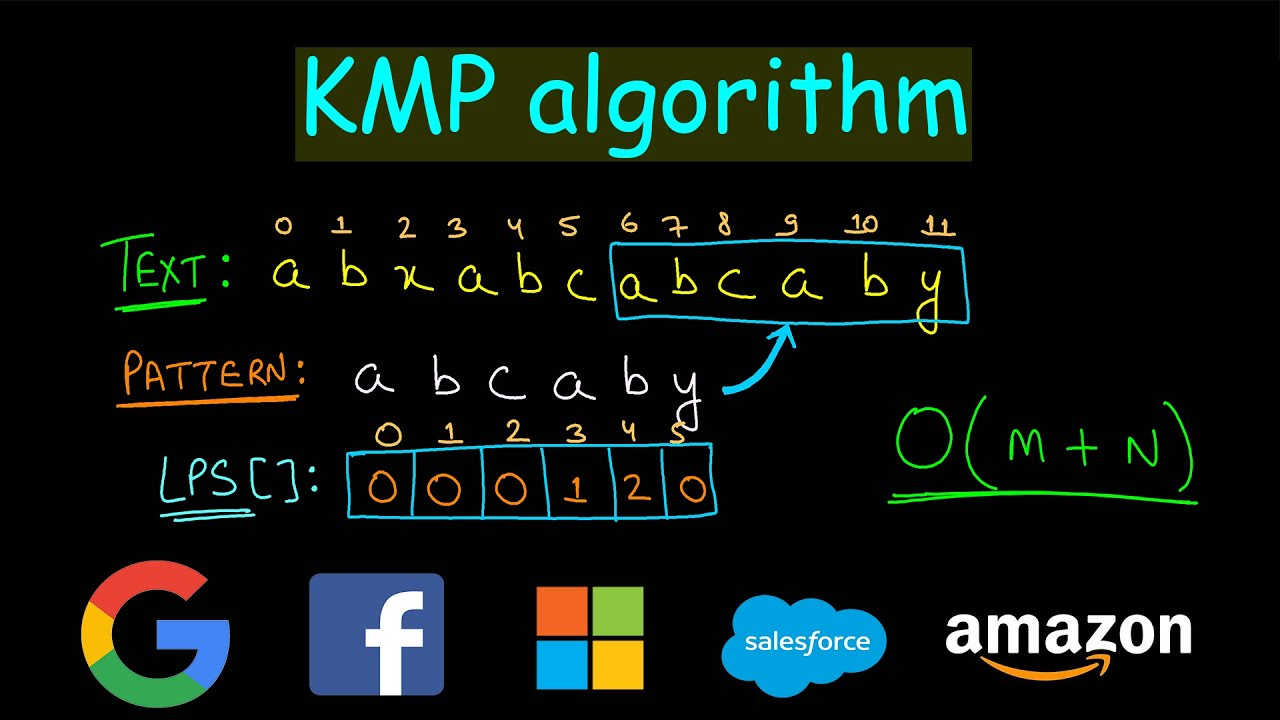 KMP algorithm
0 1 2 3 4 5 6 7 8 9 10 11
TEXT: a b x a b c a b c a b y
PATTERN: a b c a b y
0 1 2 3 4 5
LPS[]: 0 0 0 1 2 0
O(M+N)
G f salesforce amazon